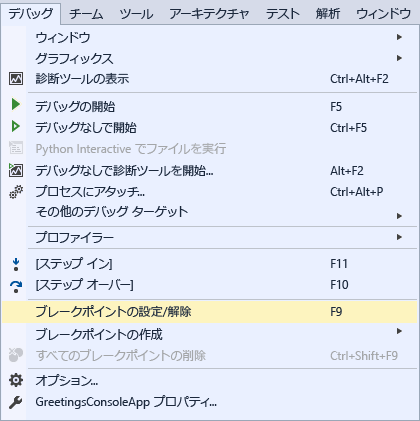 デバッグ チーム ツール アーキテクチャ テスト 解析 ウィンドウ
ウィンドウ
グラフィックス
診断ツールの表示 Ctrl+Alt+F2
デバッグの開始 F5
デバッグなしで開始 Ctrl+F5
Python Interactive でファイルを実行
デバッグなしで診断ツールを開始... Alt+F2
プロセスにアタッチ... Ctrl+Alt+P
その他のデバッグ ターゲット
プロファイラー
[ステップ イン] F11
[ステップ オーバー] F10
ブレークポイントの設定/解除 F9
ブレークポイントの作成
すべてのブレークポイントの削除 Ctrl+Shift+F9
オプション...
GreetingsConsoleApp プロパティ...